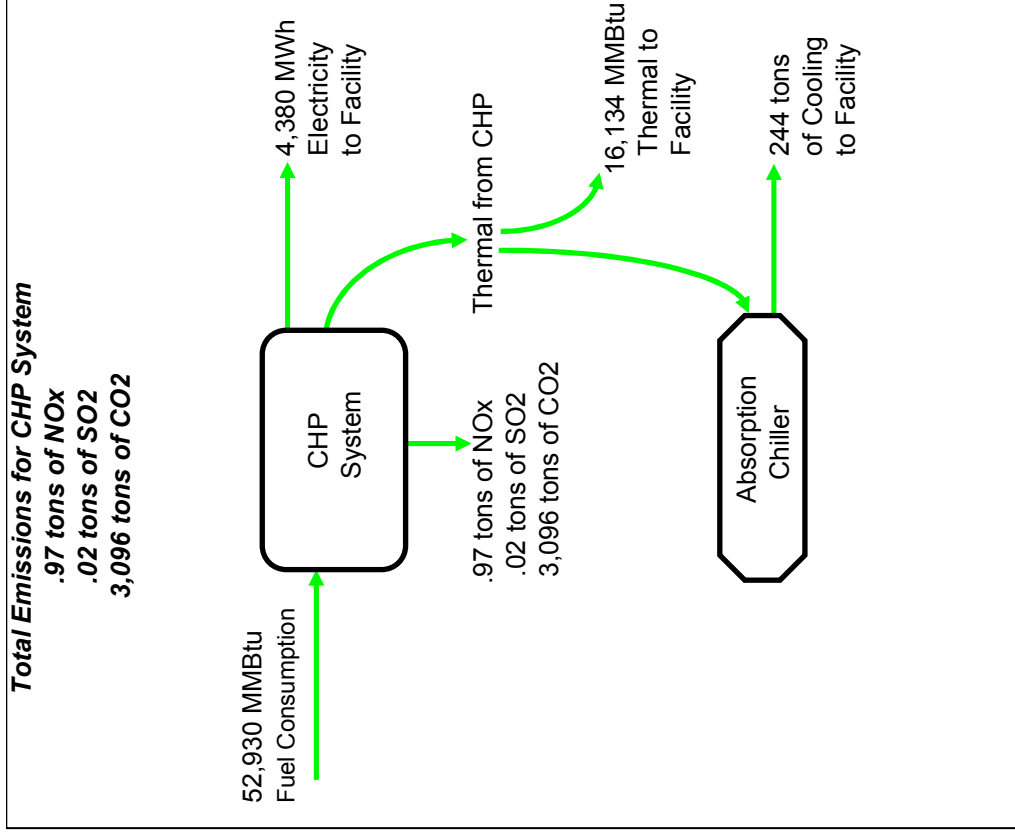 Total Emissions for CHP System
.97 tons of NOx
.02 tons of SO2
3,096 tons of CO2
52,930 MMBtu
Fuel Consumption
CHP
System
4,380 MWh
Electricity
to Facility
Thermal from CHP
.97 tons of NOx
.02 tons of SO2
3,096 tons of CO2
16,134 MMBtu
Thermal to
Facility
Absorption
Chiller
244 tons
of Cooling
to Facility